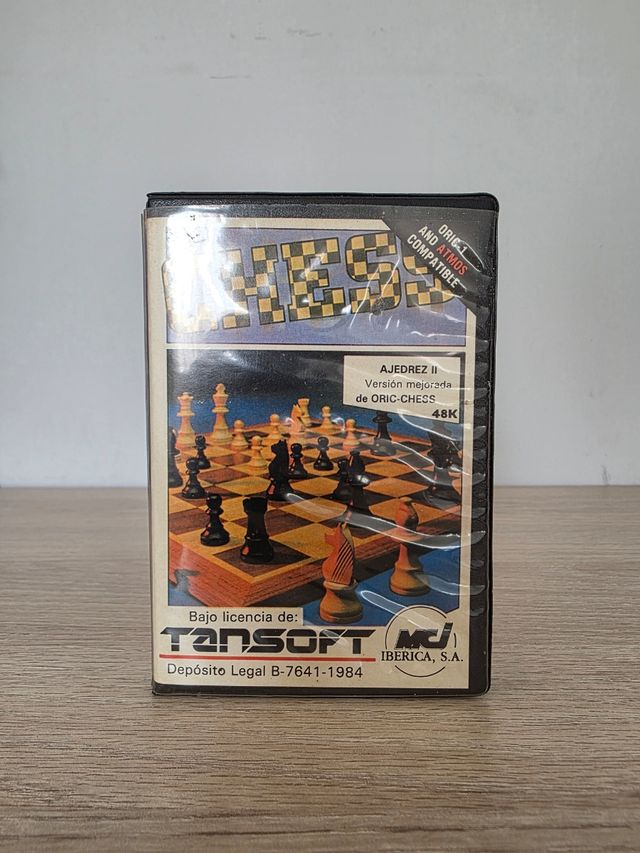 CHESS
ORIC-1
AND ATMOS
COMPATIBLE
AJEDREZ II
Versión mejorada
de ORIC-CHESS
48K
Bajo licencia de:
TANSOFT
MCJ
IBERICA, S.A.
Depósito Legal B-7641-1984